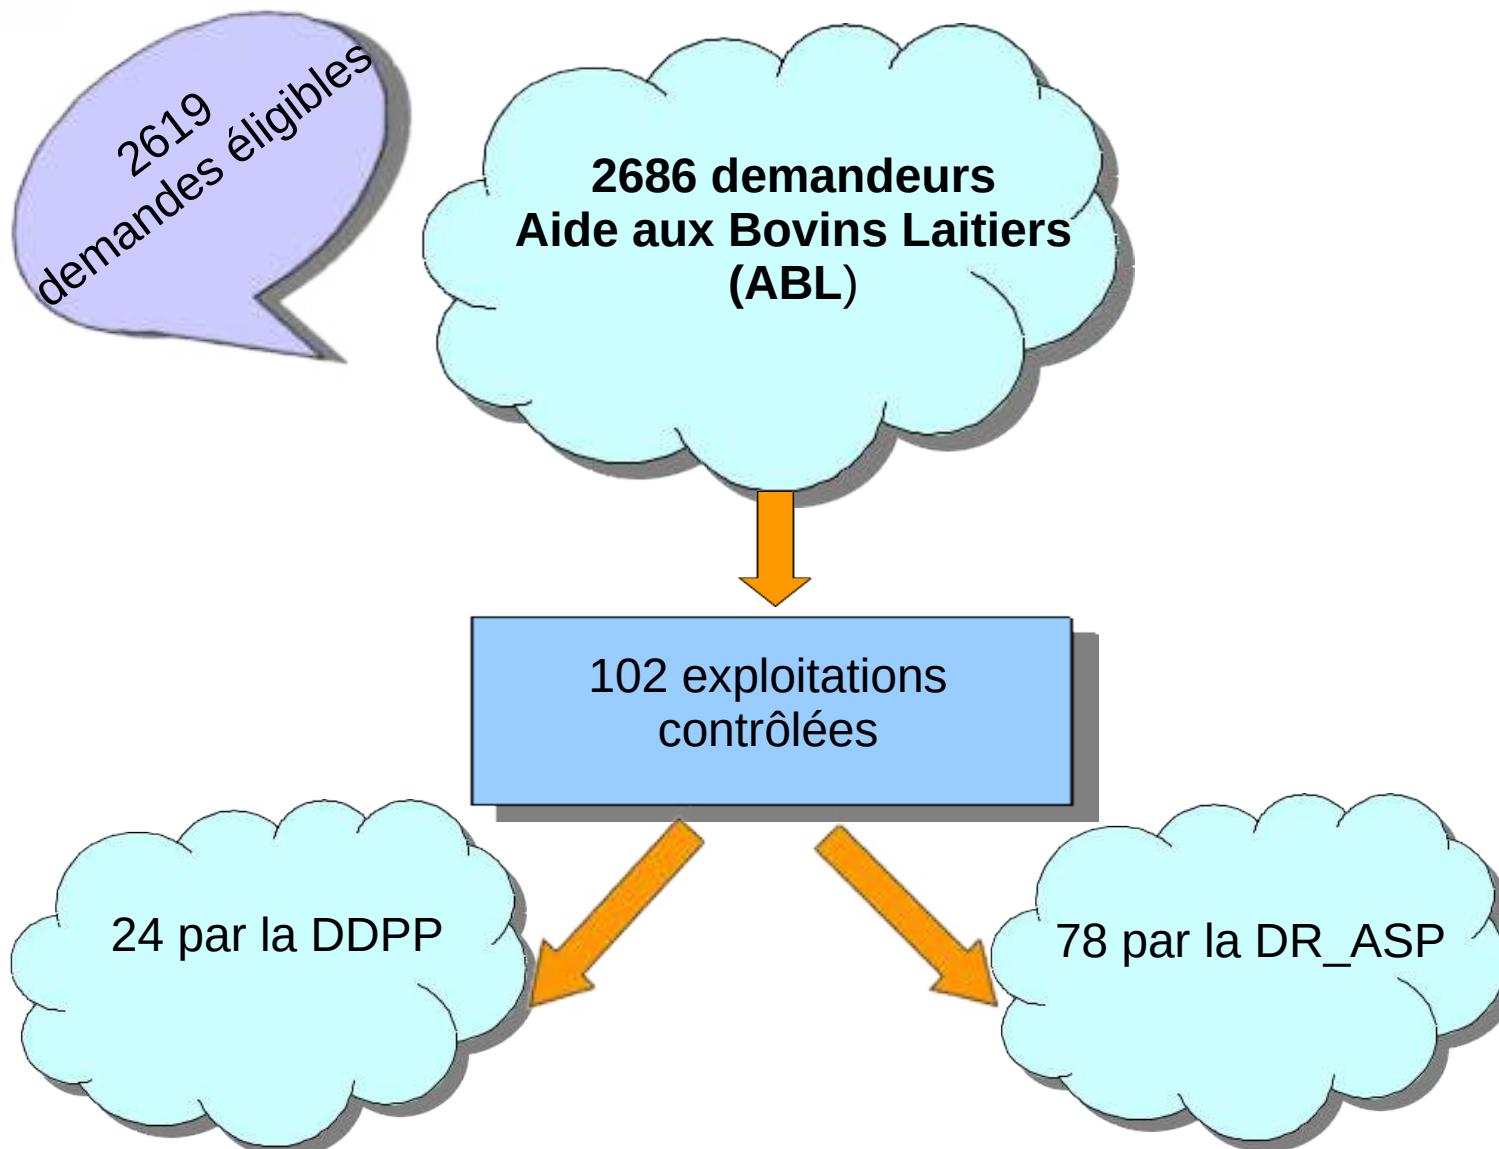 2619
demandes éligibles
2686 demandeurs
Aide aux Bovins Laitiers
(ABL)
102 exploitations
contrôlées
24 par la DDPP
78 par la DR_ASP